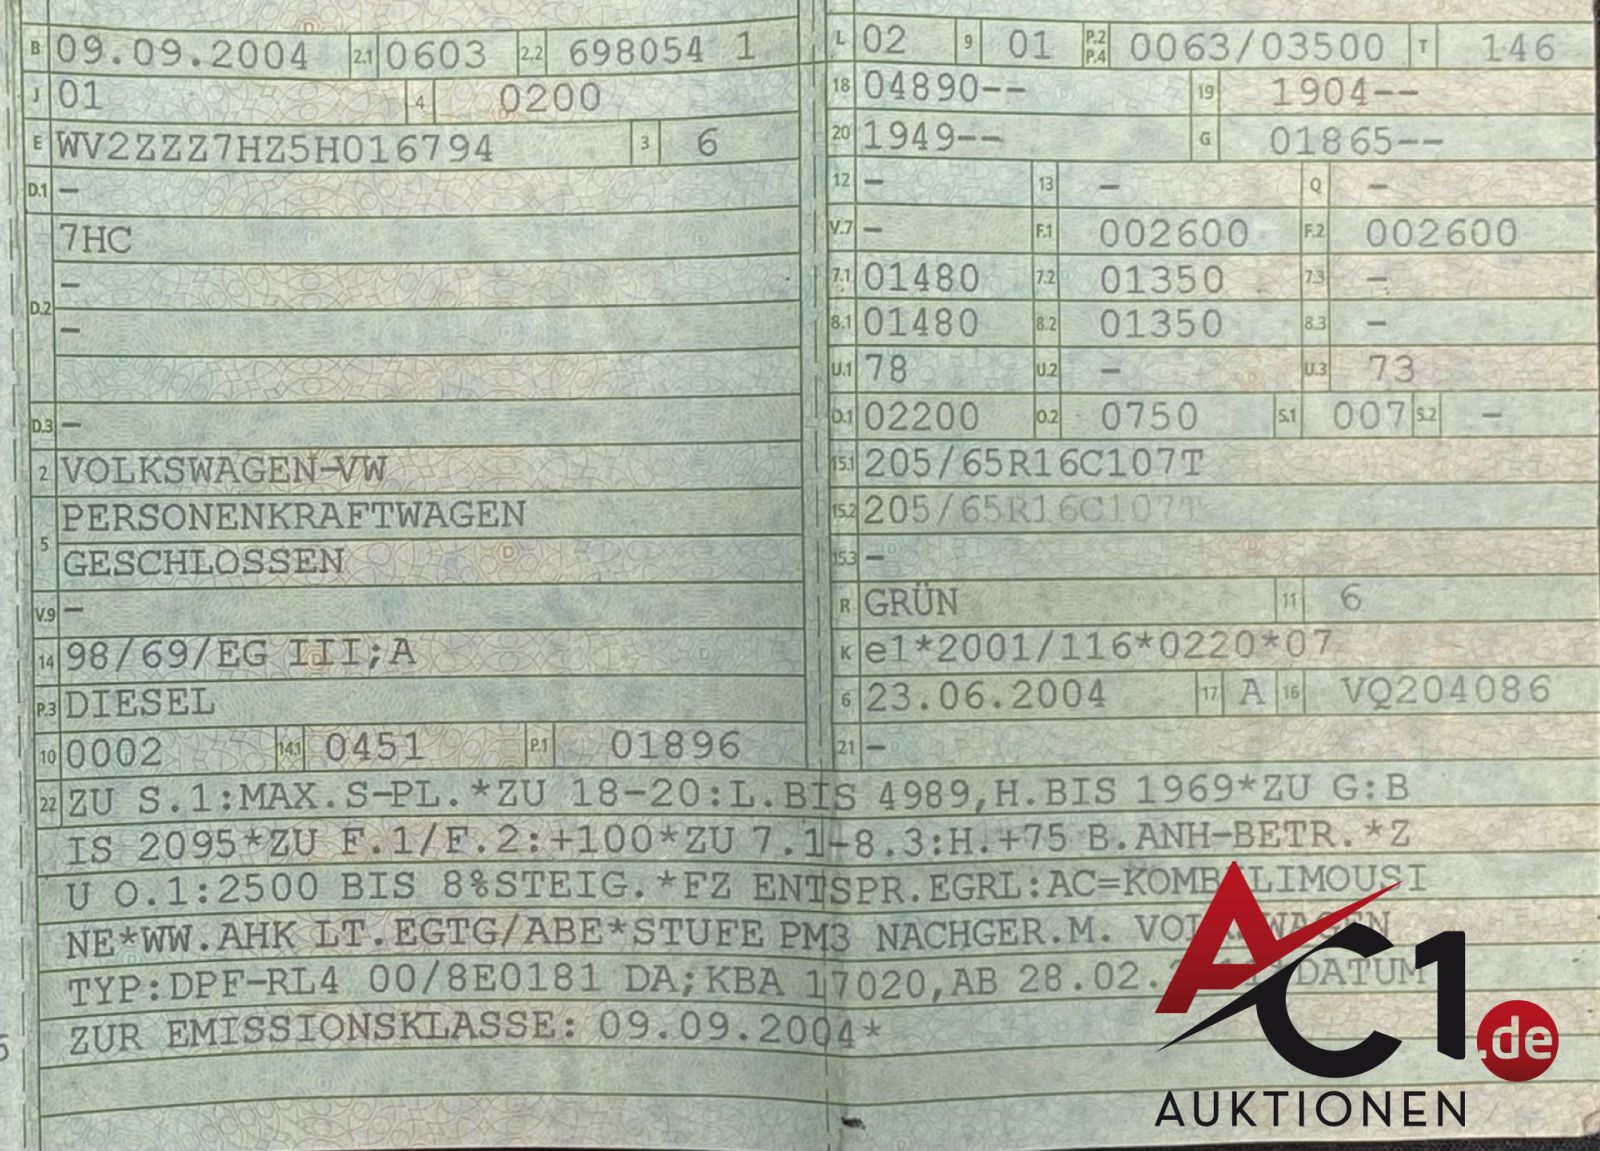 B 09.09.2004 2.1 0603 2.2 698054 1
J 01 4 0200
E WV2ZZZ7HZ5H016794 3 6
D.1 –
7HC
–
D.2
–
D.3 –
2 VOLKSWAGEN-VW
PERSONENKRAFTWAGEN
5
GESCHLOSSEN
V.9 –
14 98/69/EG III;A
P.3 DIESEL
10 0002 14.1 0451 P.1 01896
L 02 9 01 P.2 P.4 0063/03500 T 146
18 04890-- 19 1904--
20 1949-- G 01865--
12 – 13 – Q –
V.7 – F.1 002600 F.2 002600
7.1 01480 7.2 01350 7.3 –
8.1 01480 8.2 01350 8.3 –
U.1 78 U.2 – U.3 73
O.1 02200 O.2 0750 S.1 007 S.2 –
15.1 205/65R16C107T
15.2 205/65R16C107T
15.3 –
R GRÜN 11 6
K e1*2001/116*0220*07
6 23.06.2004 17 A 16 VQ204086
21 –
22 ZU S.1:MAX.S-PL.*ZU 18-20:L.BIS 4989,H.BIS 1969*ZU G:B
IS 2095*ZU F.1/F.2:+100*ZU 7.1-8.3:H.+75 B.ANH-BETR.*Z
U O.1:2500 BIS 8%STEIG.*FZ ENTSPR.EGRL:AC=KOMBILIMOUSI
NE*WW.AHK LT.EGTG/ABE*STUFE PM3 NACHGER.M. VOLKSWAGEN
TYP:DPF-RL4 00/8E0181 DA;KBA 17020,AB 28.02. DATUM
ZUR EMISSIONSKLASSE: 09.09.2004*
AC1.de
AUKTIONEN